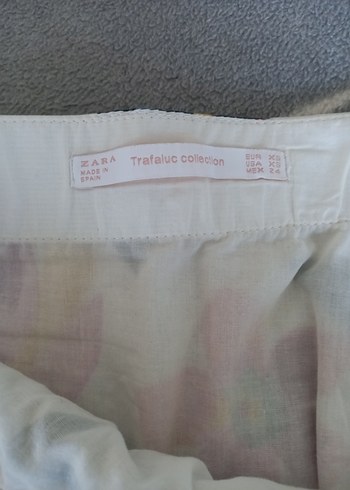 ZARA
MADE IN
SPAIN
Trafaluc collection
EUR XS
USA XS
MEX 24